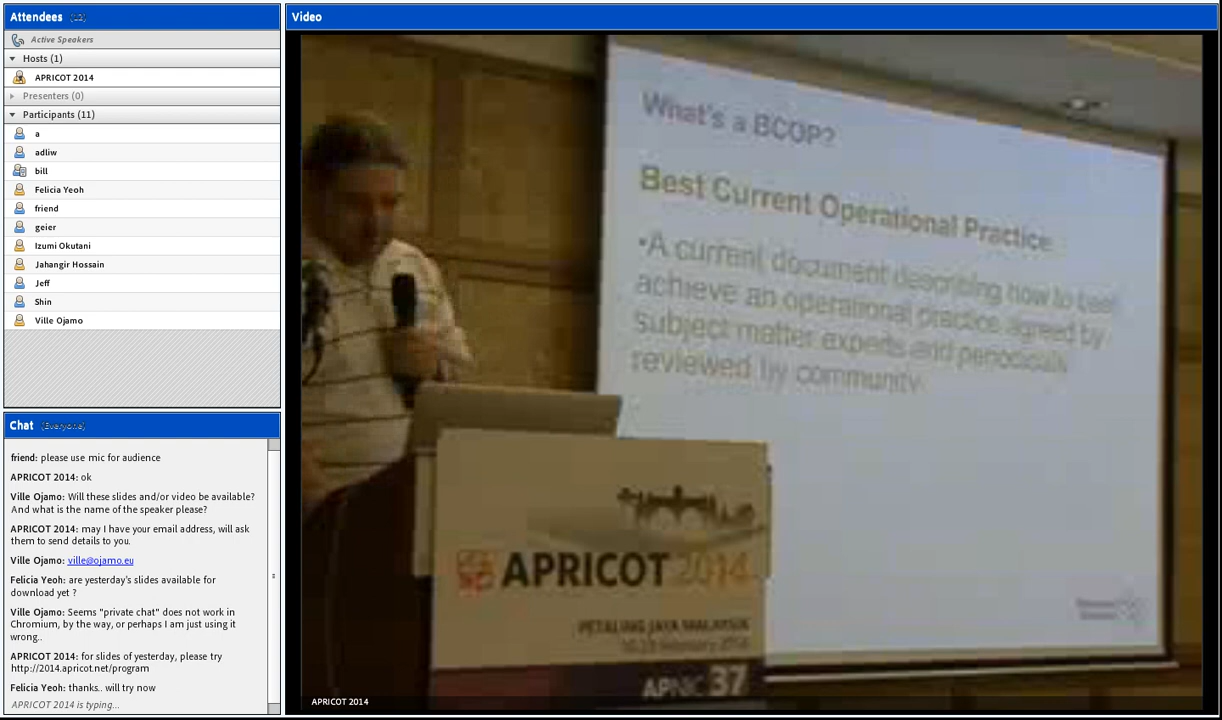 Attendees (12)
Active Speakers
Hosts (1)
APRICOT 2014
Presenters (0)
Participants (11)
a
adliw
bill
Felicia Yeoh
friend
geier
Izumi Okutani
Jahangir Hossain
Jeff
Shin
Ville Ojamo
Chat (Everyone)
friend: please use mic for audience
APRICOT 2014: ok
Ville Ojamo: Will these slides and/or video be available?
And what is the name of the speaker please?
APRICOT 2014: may I have your email address, will ask
them to send details to you.
Ville Ojamo: ville@ojamo.eu
Felicia Yeoh: are yesterday's slides available for
download yet ?
Ville Ojamo: Seems "private chat" does not work in
Chromium, by the way, or perhaps I am just using it
wrong..
APRICOT 2014: for slides of yesterday, please try
http://2014.apricot.net/program
Felicia Yeoh: thanks.. will try now
APRICOT 2014 is typing...
Video
What's a BCOP?
Best Current Operational Practice
•A current document describing how to best
achieve an operational practice agreed by
subject matter experts and periodically
reviewed by community
APRICOT 2014
PETALING JAYA MALAYSIA
February 2014
APNIC 37
APRICOT 2014